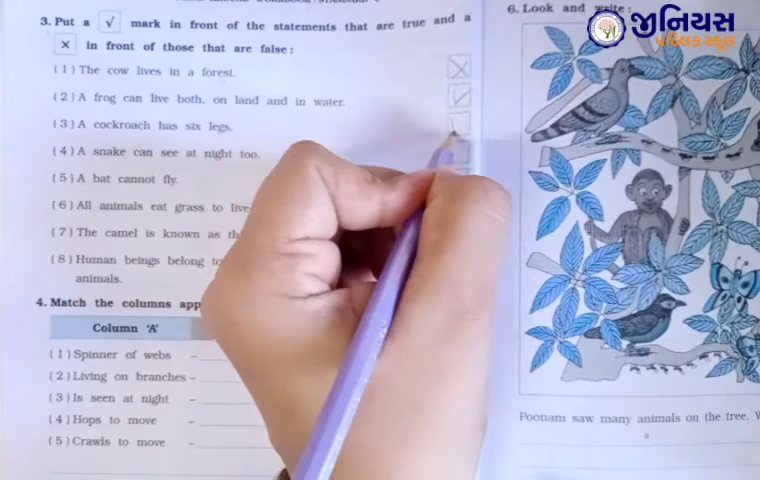 3. Put a √ mark in front of the statements that are true and a
× in front of those that are false :
( 1 ) The cow lives in a forest.
( 2 ) A frog can live both, on land and in water.
( 3 ) A cockroach has six legs.
( 4 ) A snake can see at night too.
( 5 ) A bat cannot fly.
( 6 ) All animals eat grass to live
( 7 ) The camel is known as
( 8 ) Human beings belong to
animals.
4. Match the columns
Column 'A'
( 1 ) Spinner of webs –
( 2 ) Living on branches –
( 3 ) Is seen at night –
( 4 ) Hops to move –
( 5 ) Crawls to move –
6. Look and write :
જીનિયસ
પબ્લિક સ્કૂલ
Poonam saw many animals on the tree.